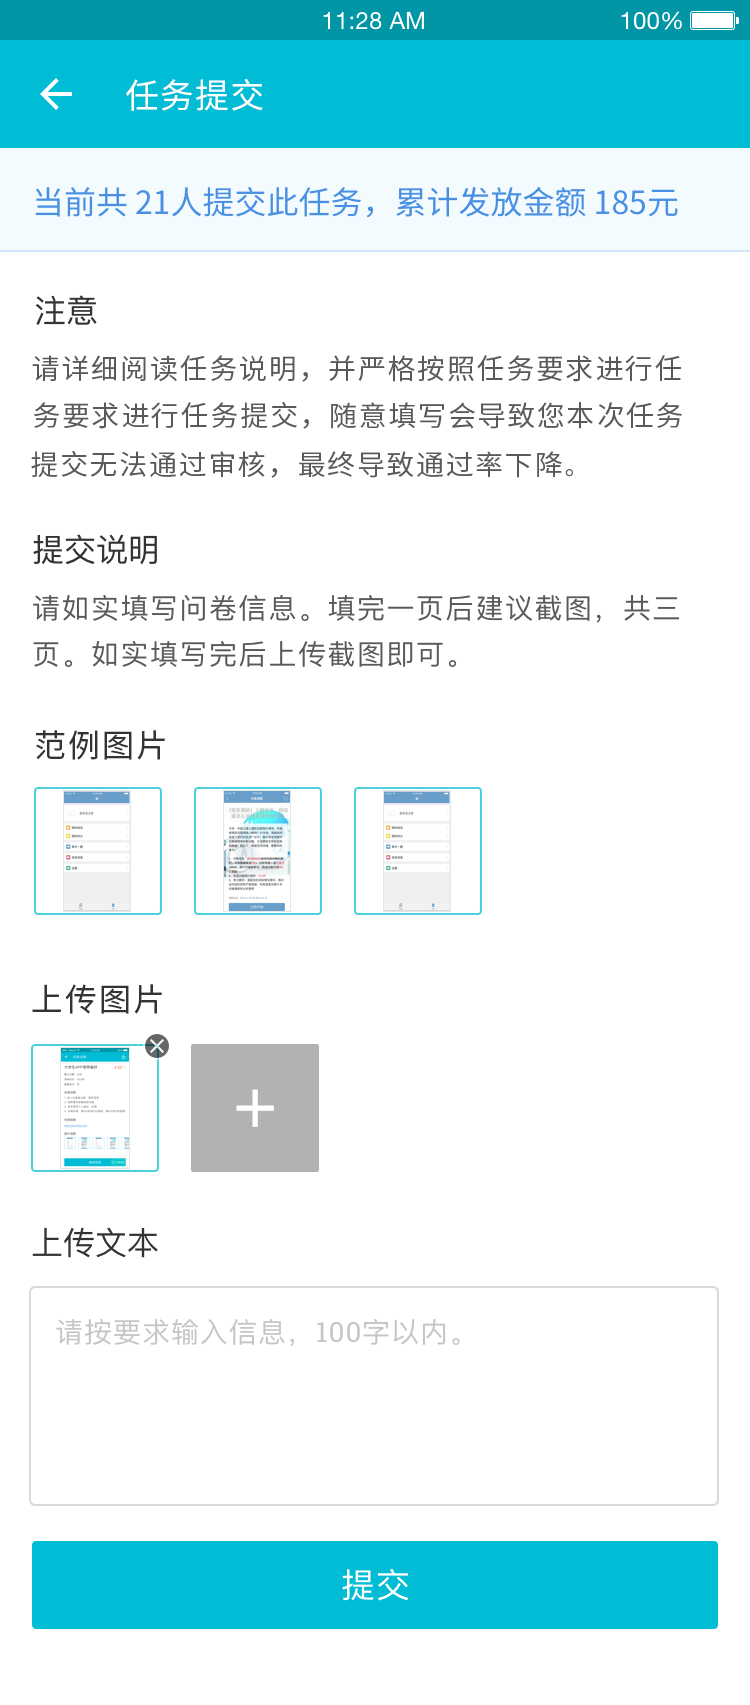 11:28 AM
100%
任务提交
当前共 21人提交此任务，累计发放金额 185元
注意
请详细阅读任务说明，并严格按照任务要求进行任
务要求进行任务提交，随意填写会导致您本次任务
提交无法通过审核，最终导致通过率下降。
提交说明
请如实填写问卷信息。填完一页后建议截图，共三
页。如实填写完后上传截图即可。
范例图片
上传图片
上传文本
请按要求输入信息，100字以内。
提交